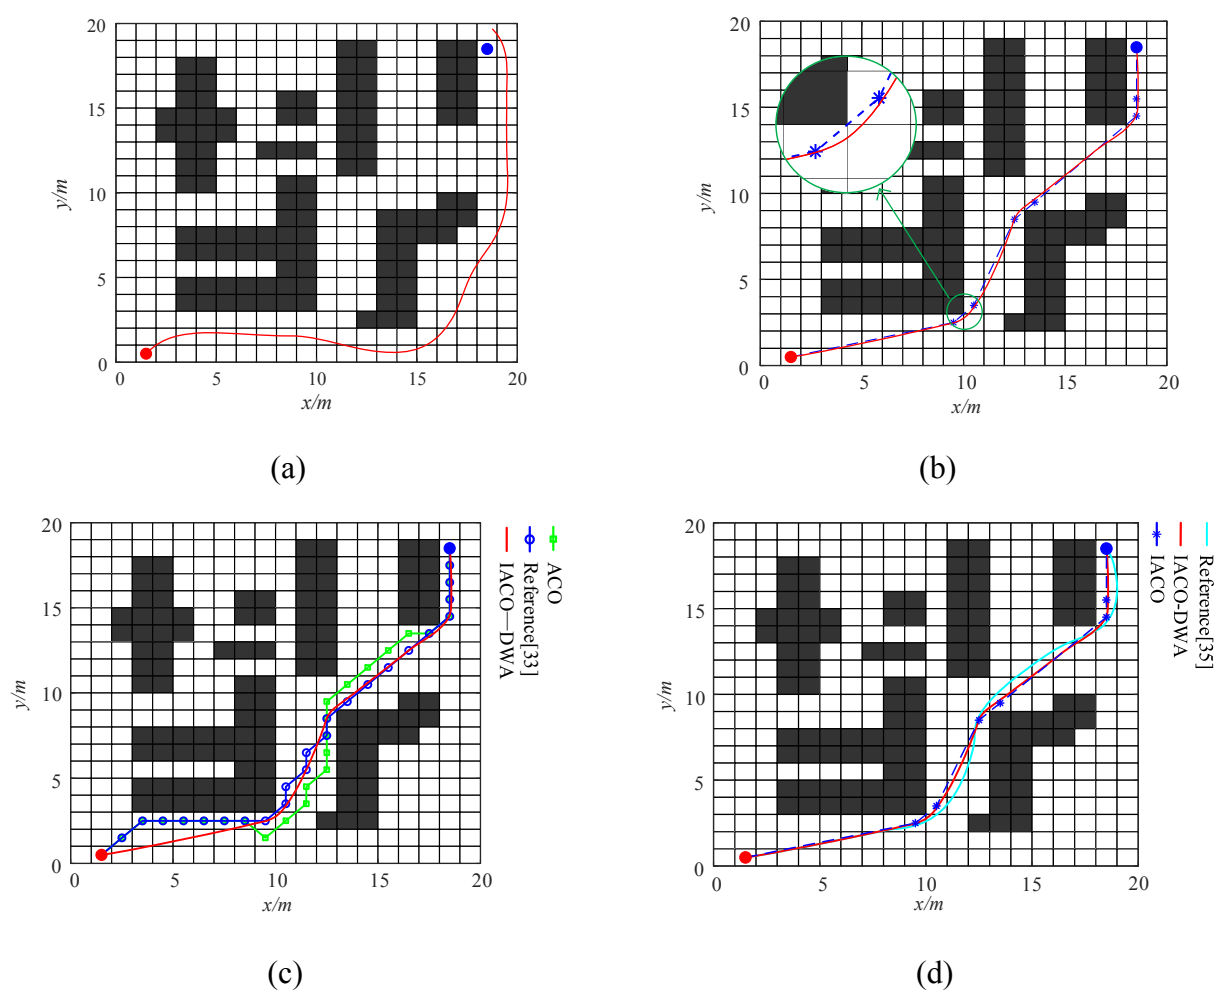 20
15
10
5
0
y/m
0 5 10 15 20
x/m
(a)
20
15
10
5
0
y/m
0 5 10 15 20
x/m
(b)
20
15
10
5
0
y/m
0 5 10 15 20
x/m
ACO
Reference[33]
IACO—DWA
(c)
20
15
10
5
0
y/m
0 5 10 15 20
x/m
Reference[35]
IACO-DWA
IACO
(d)